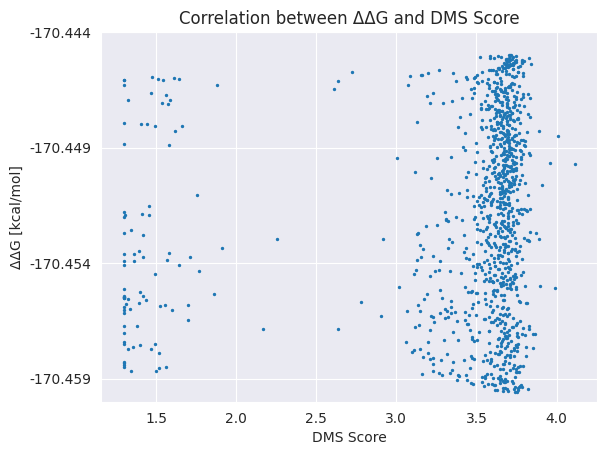 Correlation between ΔΔG and DMS Score
ΔΔG [kcal/mol]
-170.444
-170.449
-170.454
-170.459
1.5 2.0 2.5 3.0 3.5 4.0
DMS Score